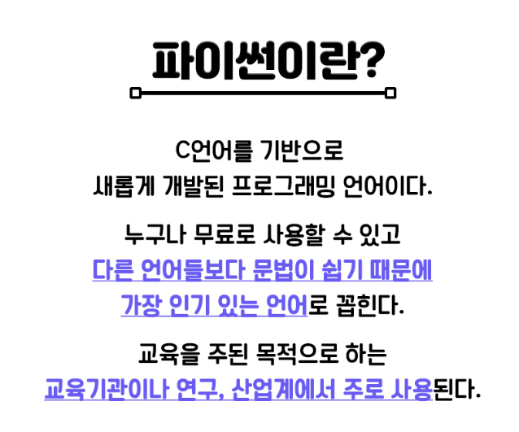 파이썬이란?
C언어를 기반으로
새롭게 개발된 프로그래밍 언어이다.
누구나 무료로 사용할 수 있고
다른 언어들보다 문법이 쉽기 때문에
가장 인기 있는 언어로 꼽힌다.
교육을 주된 목적으로 하는
교육기관이나 연구, 산업계에서 주로 사용된다.